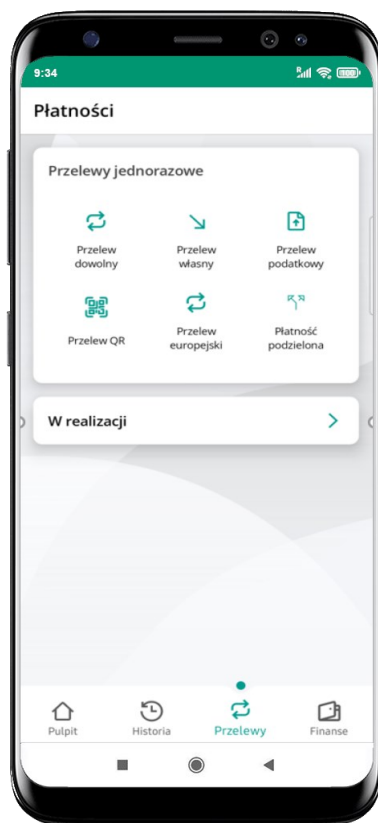 9:34
R
100
Płatności
Przelewy jednorazowe
Przelew
dowolny
Przelew
własny
Przelew
podatkowy
Przelew QR
Przelew
europejski
Płatność
podzielona
W realizacji
Pulpit
Historia
Przelewy
Finanse